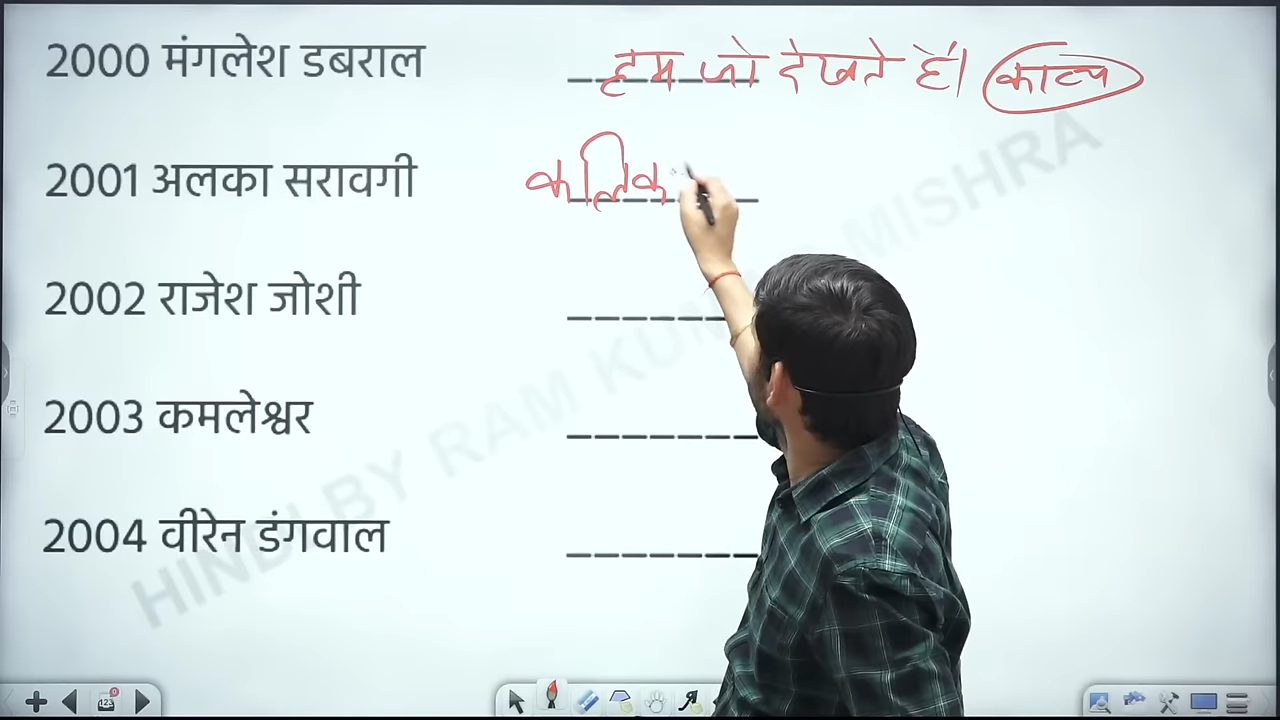 2000 मंगलेश डबराल _ _ _ _ _ _ _ हम जो देखते हैं। काव्य
2001 अलका सरावगी _ _ _ _ _ _ _ कलिक
2002 राजेश जोशी _ _ _ _ _ _
2003 कमलेश्वर _ _ _ _ _ _ _
2004 वीरेन डंगवाल _ _ _ _ _ _ _
HINDI BY RAM KUMAR MISHRA
123